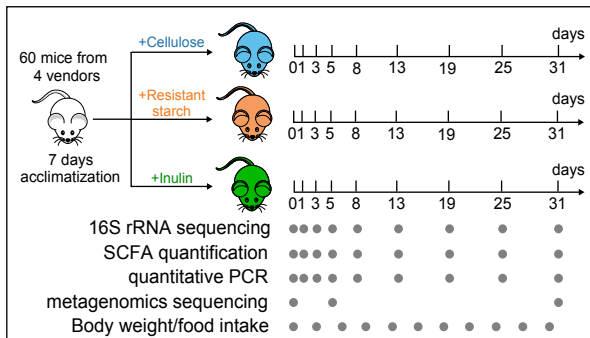 60 mice from
4 vendors
7 days
acclimatization
+Cellulose
days
01 3 5 8 13 19 25 31
+Resistant
starch
days
01 3 5 8 13 19 25 31
+Inulin
days
01 3 5 8 13 19 25 31
16S rRNA sequencing
SCFA quantification
quantitative PCR
metagenomics sequencing
Body weight/food intake